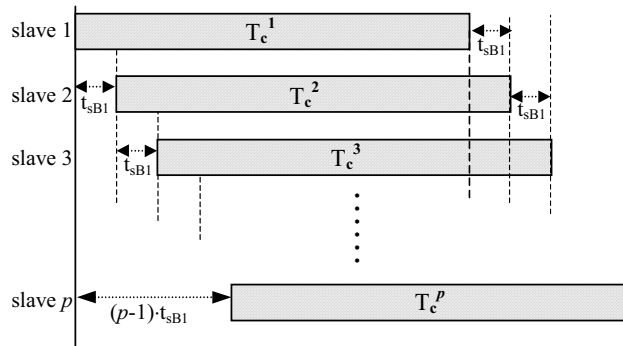 slave 1 T_c^1
t_sB1
slave 2 T_c^2
t_sB1 t_sB1
slave 3 T_c^3
t_sB1
slave p T_c^p
(p-1)·t_sB1